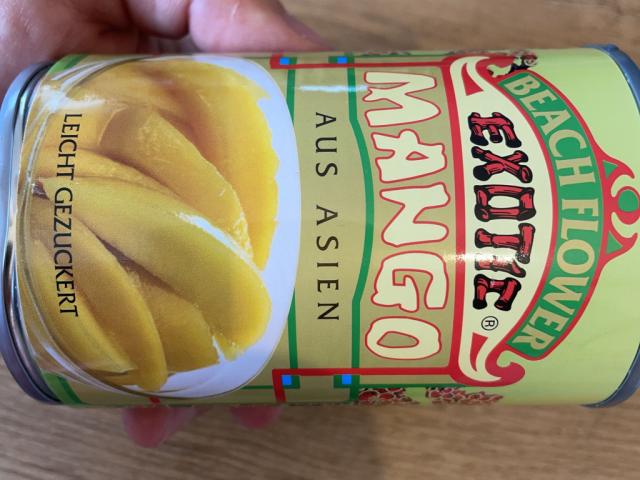 BEACH FLOWER
EXOTIC ®
MANGO
AUS ASIEN
LEICHT GEZUCKERT